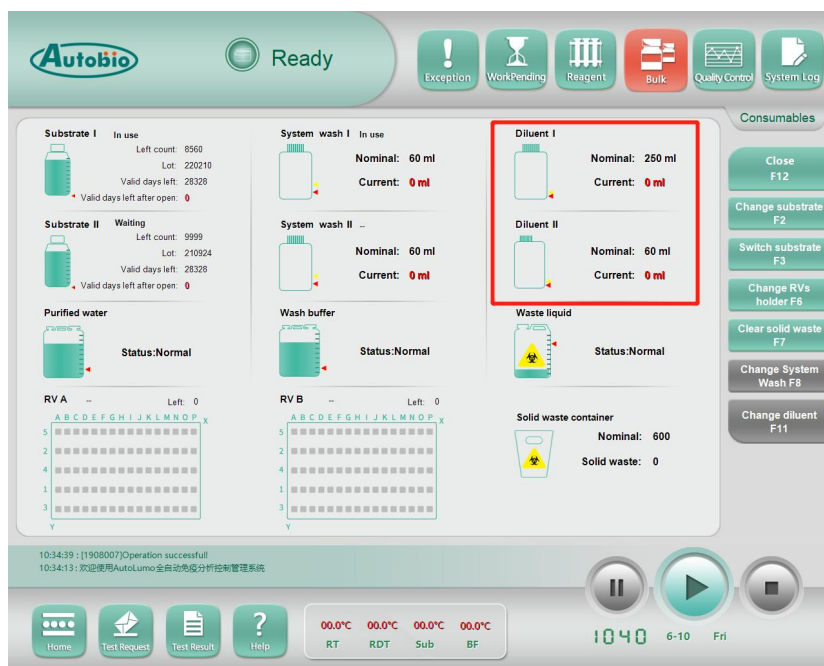 Autobio
Ready
Exception
WorkPending
Reagent
Bulk
Quality Control
System Log
Consumables
Substrate I In use
Left count: 8560
Lot: 220210
Valid days left: 28328
Valid days left after open: 0
System wash I In use
Nominal: 60 ml
Current: 0 ml
Diluent I
Nominal: 250 ml
Current: 0 ml
Substrate II Waiting
Left count: 9999
Lot: 210924
Valid days left: 28328
Valid days left after open: 0
System wash II --
Nominal: 60 ml
Current: 0 ml
Diluent II
Nominal: 60 ml
Current: 0 ml
Purified water
Status:Normal
Wash buffer
Status:Normal
Waste liquid
Status:Normal
RV A -- Left: 0
A B C D E F G H I J K L M N O P X
5
2
4
1
3
Y
RV B -- Left: 0
A B C D E F G H I J K L M N O P X
5
2
4
1
3
Y
Solid waste container
Nominal: 600
Solid waste: 0
Close
F12
Change substrate
F2
Switch substrate
F3
Change RVs
holder F6
Clear solid waste
F7
Change System
Wash F8
Change diluent
F11
10:34:39 : [1908007]Operation successful!
10:34:13 : 欢迎使用AutoLumo全自动免疫分析控制管理系统
Home
Test Request
Test Result
? Help
00.0°C 00.0°C 00.0°C 00.0°C
RT RDT Sub BF
1040 6-10 Fri